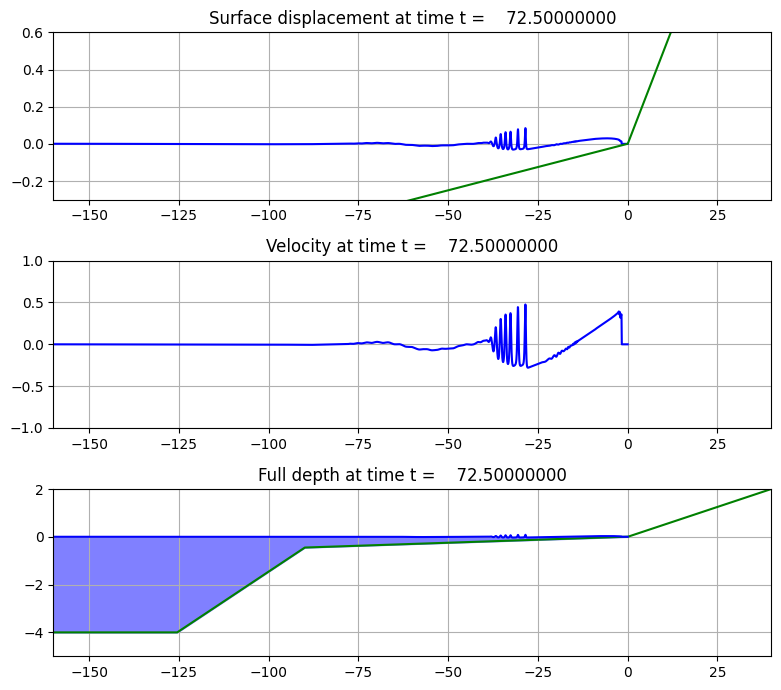 Surface displacement at time t = 72.50000000
0.6
0.4
0.2
0.0
−0.2
−150 −125 −100 −75 −50 −25 0 25
Velocity at time t = 72.50000000
1.0
0.5
0.0
−0.5
−1.0
−150 −125 −100 −75 −50 −25 0 25
Full depth at time t = 72.50000000
2
0
−2
−4
−150 −125 −100 −75 −50 −25 0 25